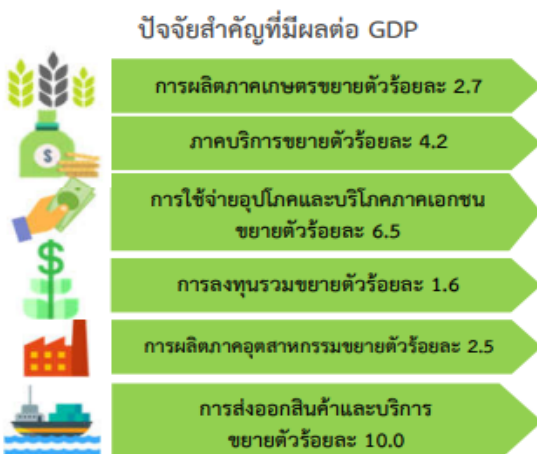 ปัจจัยสำคัญที่มีผลต่อ GDP
การผลิตภาคเกษตรขยายตัวร้อยละ 2.7
$
ภาคบริการขยายตัวร้อยละ 4.2
การใช้จ่ายอุปโภคและบริโภคภาคเอกชน
ขยายตัวร้อยละ 6.5
$
การลงทุนรวมขยายตัวร้อยละ 1.6
การผลิตภาคอุตสาหกรรมขยายตัวร้อยละ 2.5
การส่งออกสินค้าและบริการ
ขยายตัวร้อยละ 10.0